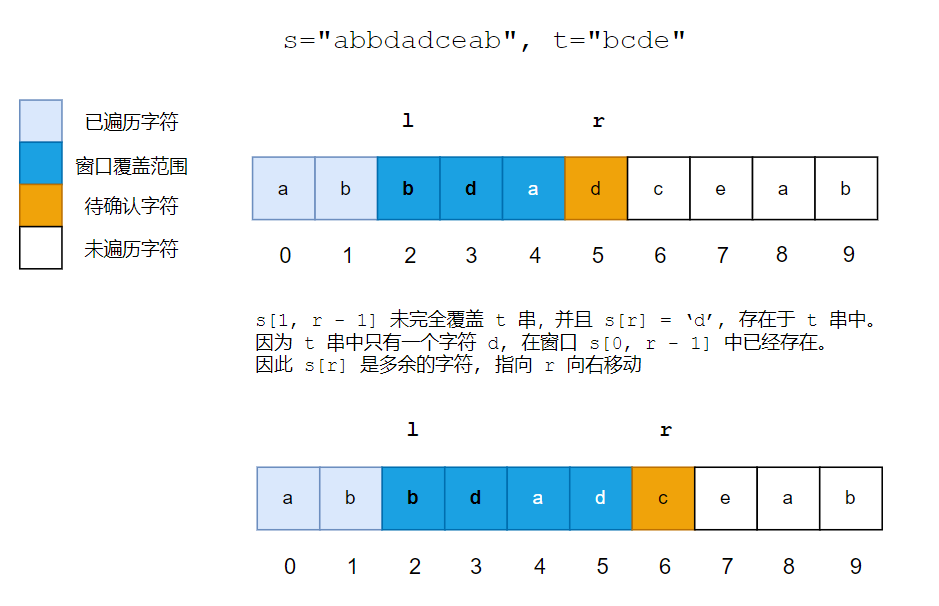 s="abbdadceab", t="bcde"
已遍历字符
窗口覆盖范围
待确认字符
未遍历字符
l r
a b b d a d c e a b
0 1 2 3 4 5 6 7 8 9
s[l, r - 1] 未完全覆盖 t 串, 并且 s[r] = ‘d’, 存在于 t 串中。
因为 t 串中只有一个字符 d, 在窗口 s[0, r - 1] 中已经存在。
因此 s[r] 是多余的字符, 指向 r 向右移动
l r
a b b d a d c e a b
0 1 2 3 4 5 6 7 8 9